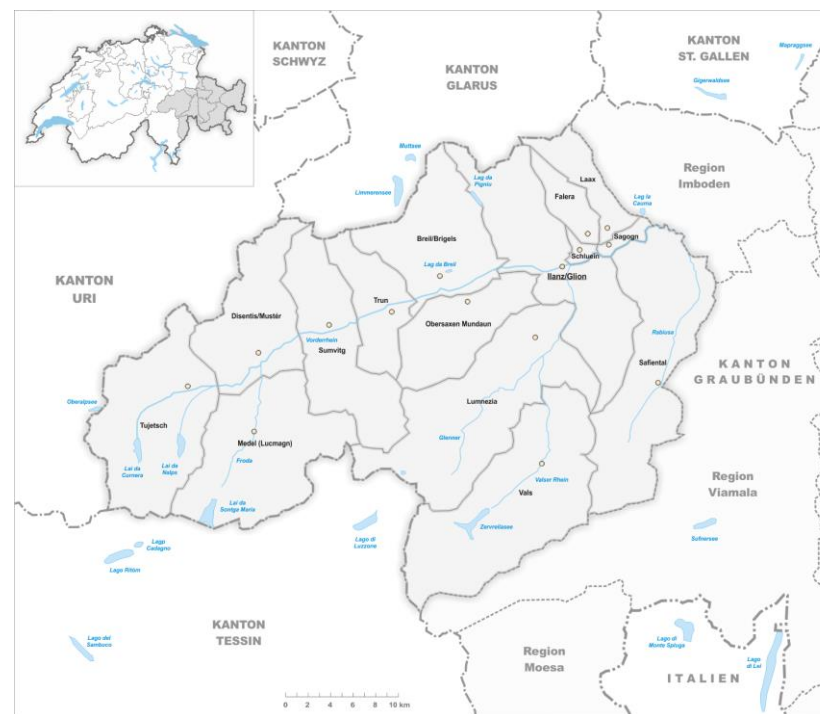 KANTON
SCHWYZ
KANTON
GLARUS
KANTON
ST. GALLEN
Mapraggsee
Gigerwaldsee
Muttsee
Limmerensee
Lag da
Pigniu
Laax
Falera
Region
Imboden
Lag la
Cauma
Breil/Brigels
Sagogn
Schluein
Lag da Breil
Ilanz/Glion
KANTON
URI
Trun
Disentis/Mustér
Obersaxen Mundaun
Vorderrhein
Sumvitg
Rabiusa
Safiental
KANTON
GRAUBÜNDEN
Oberalpsee
Lumnezia
Tujetsch
Glenner
Medel (Lucmagn)
Froda
Lai da
Curnera
Lai da
Nalps
Valser Rhein
Region
Viamala
Vals
Lai da
Sontga Maria
Zervreilasee
Lago di
Luzzone
Sufnersee
Lago
Cadagno
Lago Ritóm
KANTON
TESSIN
Lago del
Sambuco
Lago di
Monte Spluga
Region
Moesa
Lago
di Lei
ITALIEN
0 2 4 6 8 10 km